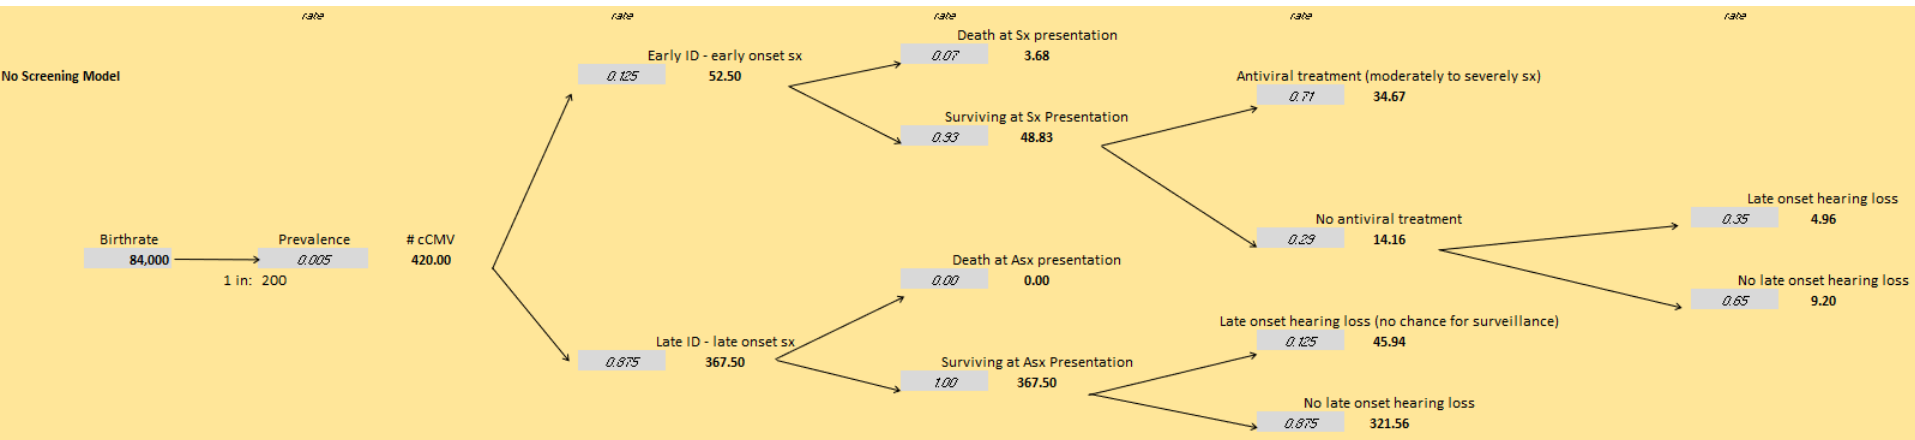 rate rate rate rate rate
Death at Sx presentation
Early ID - early onset sx 0.07 3.68
No Screening Model 0.125 52.50 Antiviral treatment (moderately to severely sx)
0.71 34.67
Surviving at Sx Presentation
0.93 48.83
Late onset hearing loss
No antiviral treatment 0.35 4.96
Birthrate Prevalence # cCMV 0.29 14.16
84,000 0.005 420.00 Death at Asx presentation
1 in: 200 0.00 0.00 No late onset hearing loss
0.65 9.20
Late onset hearing loss (no chance for surveillance)
Late ID - late onset sx 0.125 45.94
0.875 367.50 Surviving at Asx Presentation
1.00 367.50
No late onset hearing loss
0.875 321.56